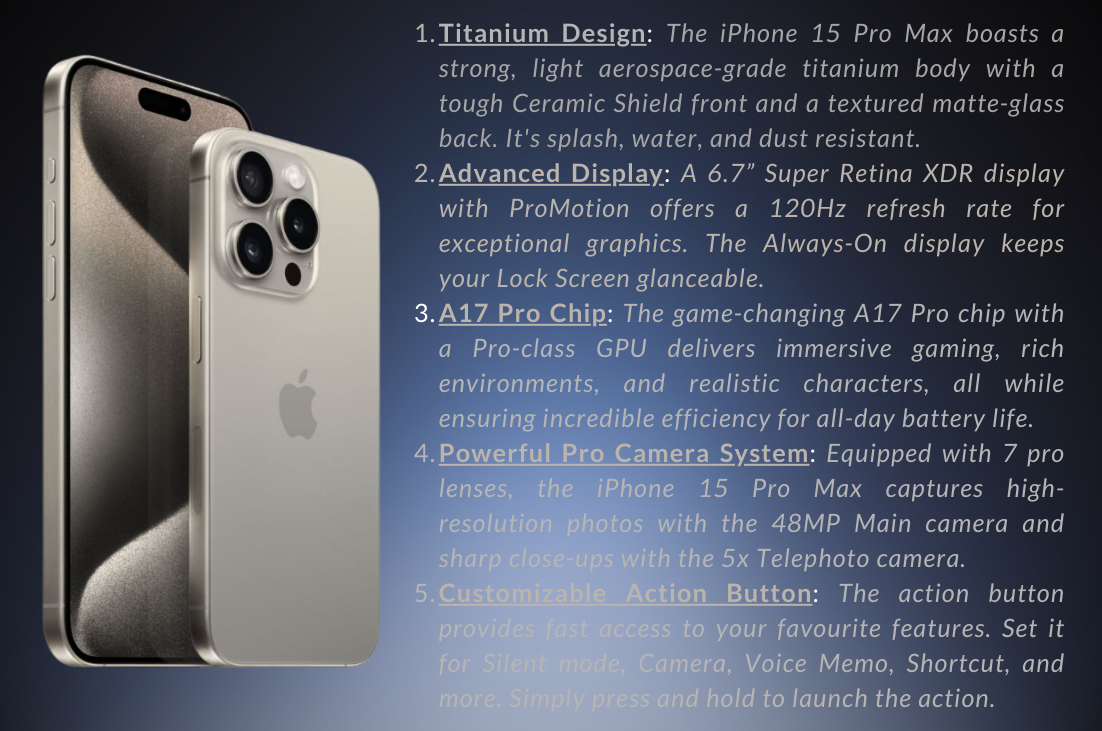 1. Titanium Design: The iPhone 15 Pro Max boasts a
strong, light aerospace-grade titanium body with a
tough Ceramic Shield front and a textured matte-glass
back. It's splash, water, and dust resistant.
2. Advanced Display: A 6.7” Super Retina XDR display
with ProMotion offers a 120Hz refresh rate for
exceptional graphics. The Always-On display keeps
your Lock Screen glanceable.
3. A17 Pro Chip: The game-changing A17 Pro chip with
a Pro-class GPU delivers immersive gaming, rich
environments, and realistic characters, all while
ensuring incredible efficiency for all-day battery life.
4. Powerful Pro Camera System: Equipped with 7 pro
lenses, the iPhone 15 Pro Max captures high-
resolution photos with the 48MP Main camera and
sharp close-ups with the 5x Telephoto camera.
5. Customizable Action Button: The action button
provides fast access to your favourite features. Set it
for Silent mode, Camera, Voice Memo, Shortcut, and
more. Simply press and hold to launch the action.